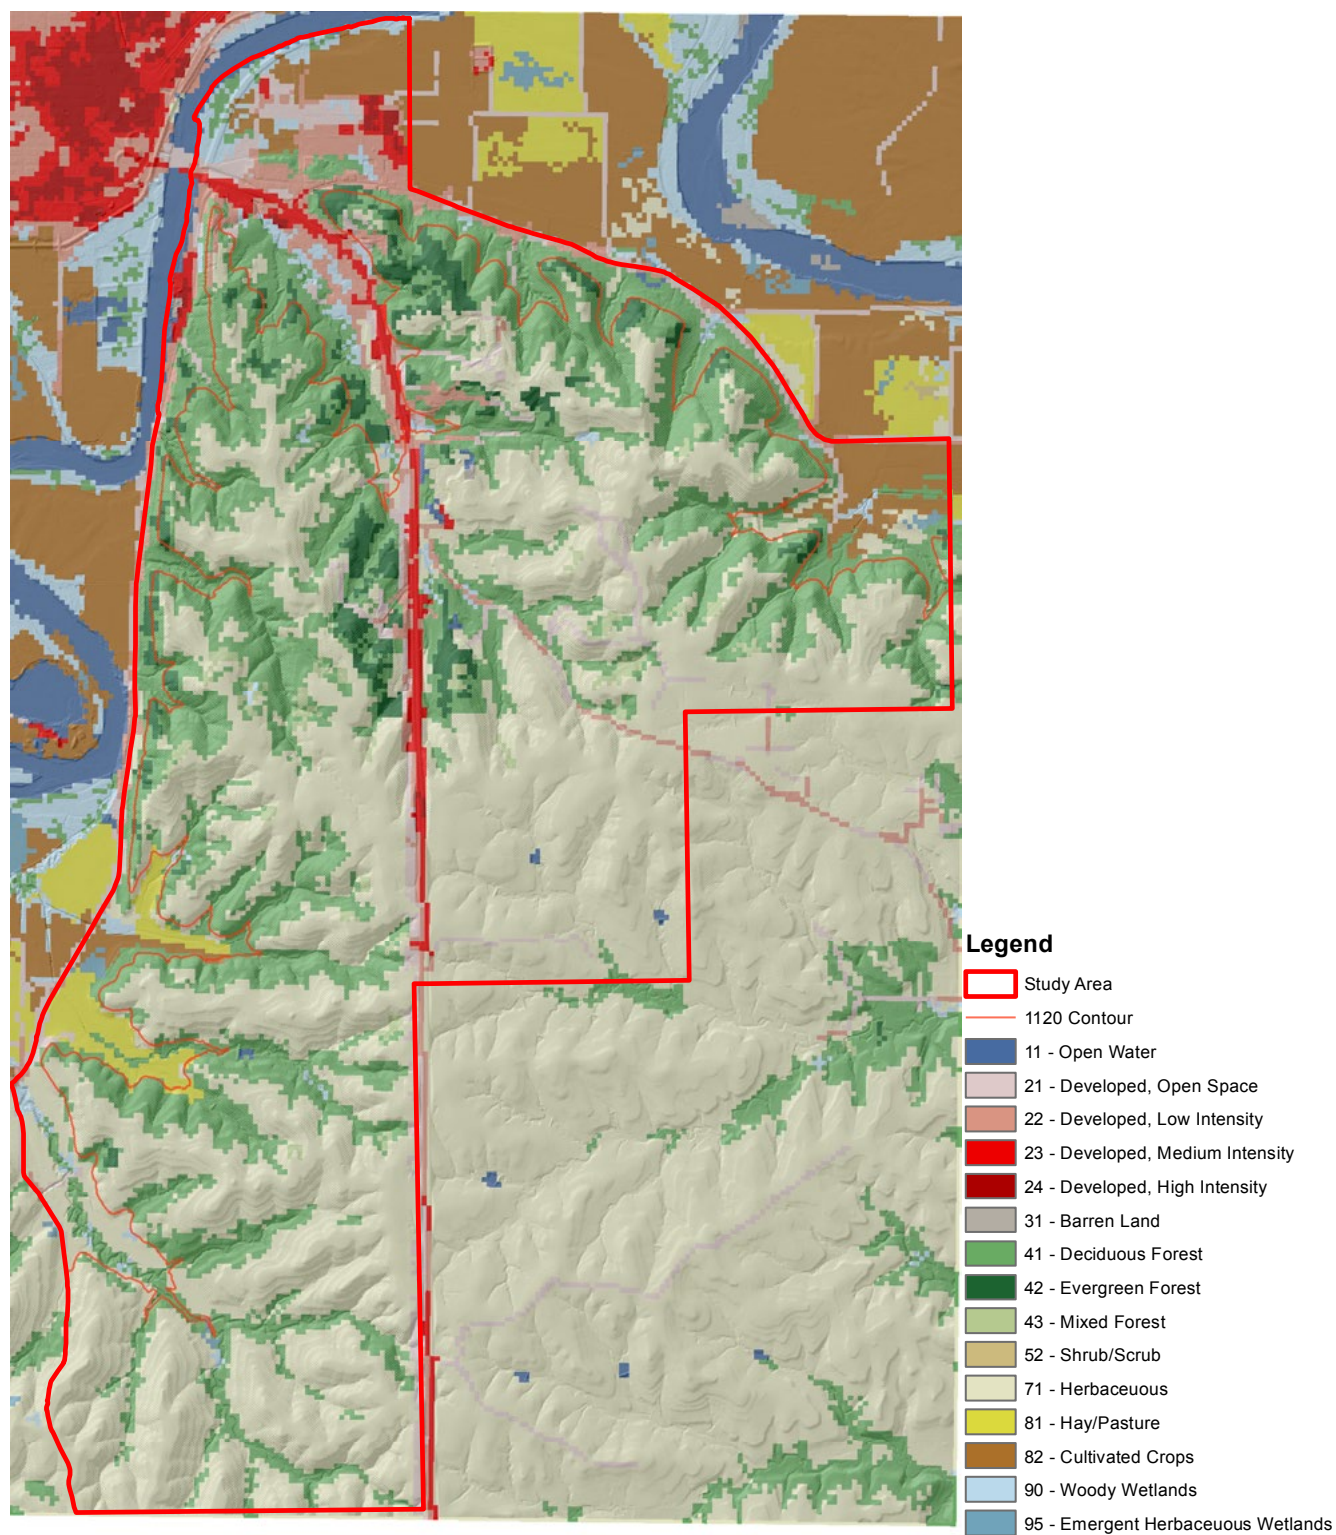 Legend
Study Area
1120 Contour
11 - Open Water
21 - Developed, Open Space
22 - Developed, Low Intensity
23 - Developed, Medium Intensity
24 - Developed, High Intensity
31 - Barren Land
41 - Deciduous Forest
42 - Evergreen Forest
43 - Mixed Forest
52 - Shrub/Scrub
71 - Herbaceuous
81 - Hay/Pasture
82 - Cultivated Crops
90 - Woody Wetlands
95 - Emergent Herbaceuous Wetlands